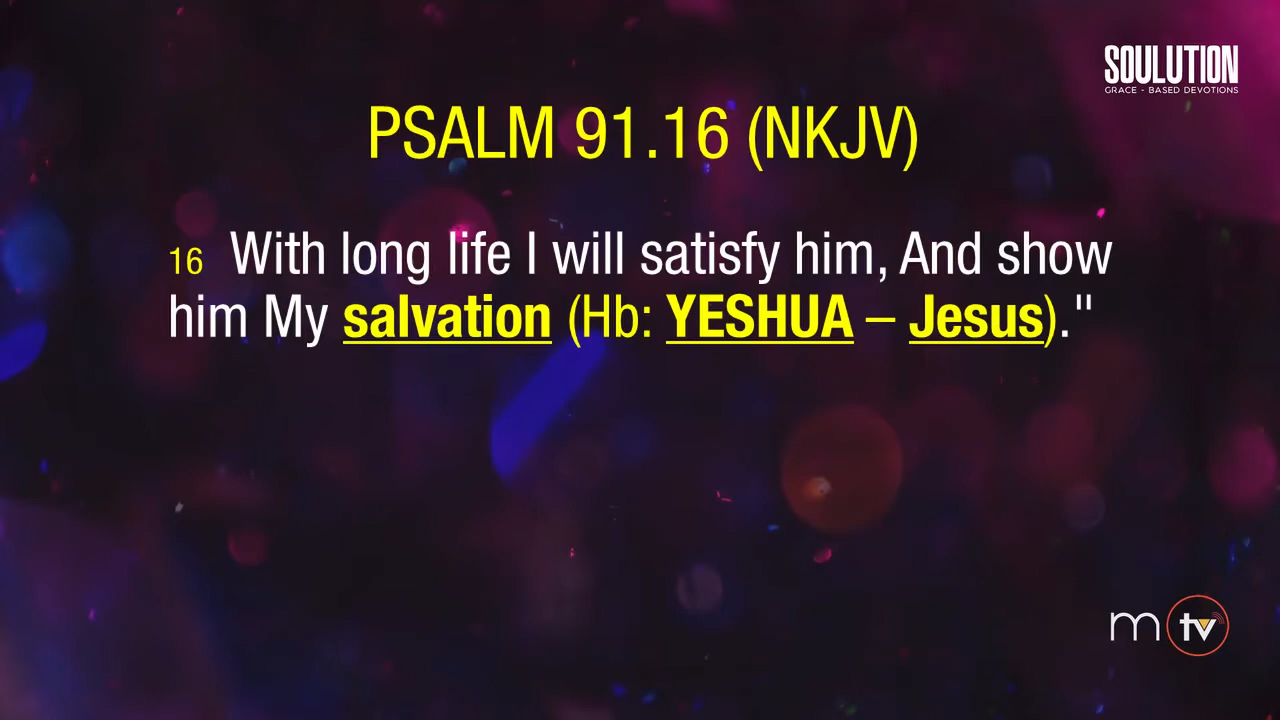 SOULUTION
GRACE - BASED DEVOTIONS
PSALM 91.16 (NKJV)
16 With long life I will satisfy him, And show
him My salvation (Hb: YESHUA – Jesus)."
m tv